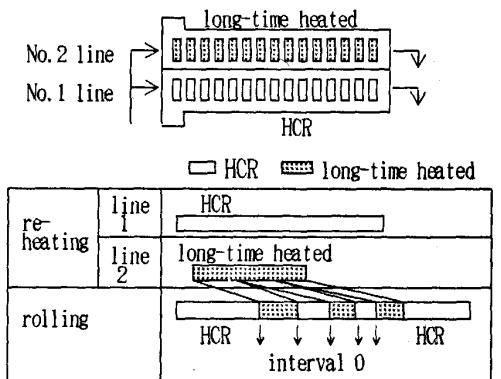 long-time heated
No.2 line
No.1 line
HCR
HCR long-time heated
re-heating
line 1
HCR
line 2
long-time heated
rolling
HCR HCR
interval 0